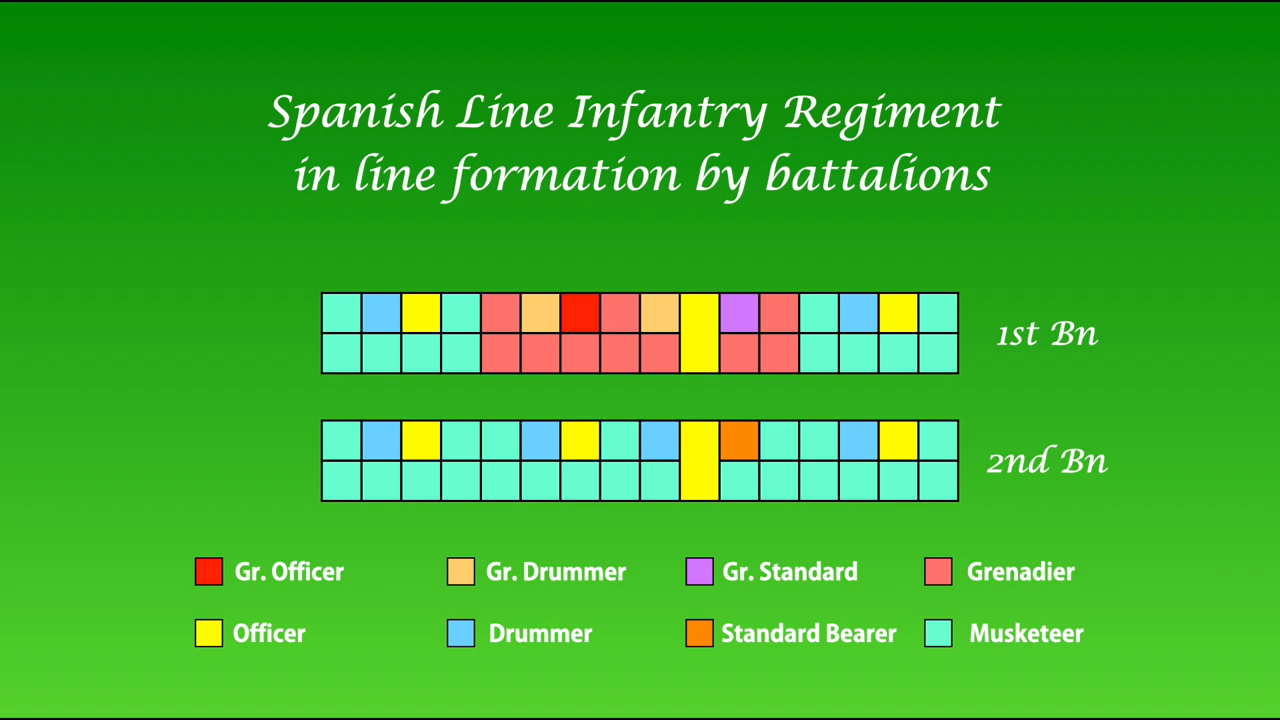 Spanish Line Infantry Regiment
in line formation by battalions
1st Bn
2nd Bn
Gr. Officer Gr. Drummer Gr. Standard Grenadier
Officer Drummer Standard Bearer Musketeer